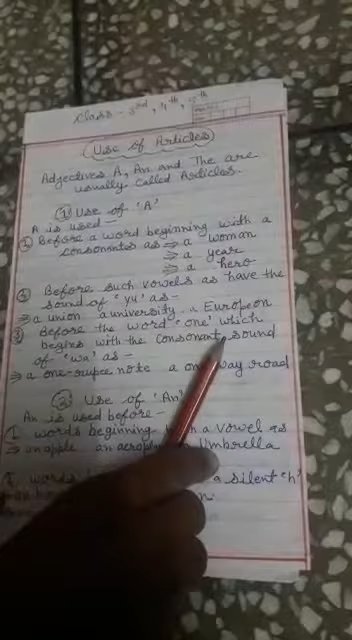 Class - 3rd, 4th, 5th
(Use of Articles)
Adjectives A, An and The are
usually called Articles.
① Use of 'A'
A is used -
① Before a word beginning with a
consonants as ⇒ a woman
⇒ a year
⇒ a hero
② Before such vowels as have the
sound of 'yu' as -
⇒ a union a university a European
③ Before the word 'one' which
begins with the consonant sound
of 'wa' as -
⇒ a one-rupee note a one way road
② Use of 'An'
An is used before -
1. words beginning with a vowel as
⇒ an apple an Umbrella
words a silent 'h'